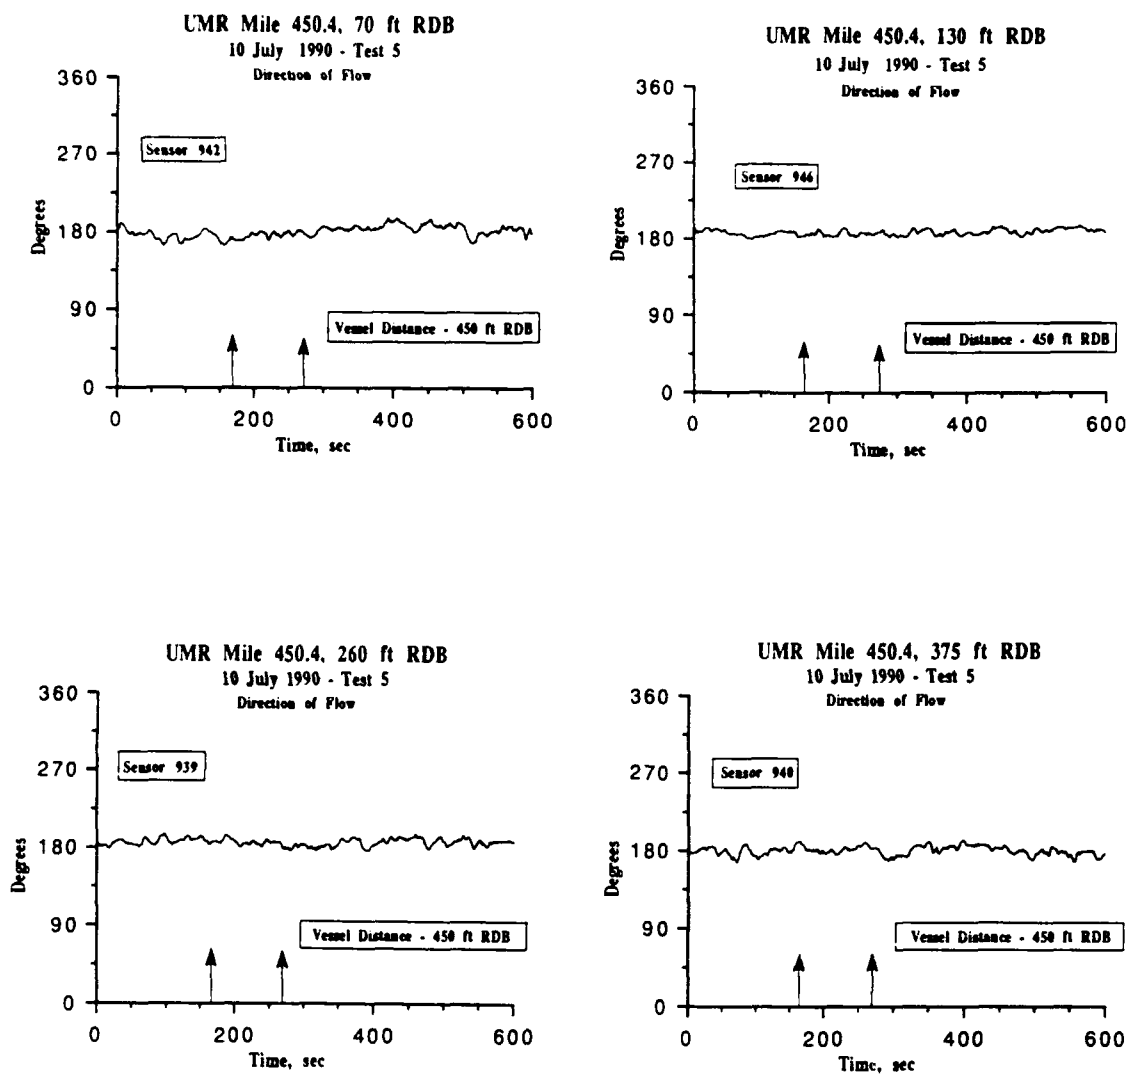 UMR Mile 450.4, 70 ft RDB
10 July 1990 - Test 5
Direction of Flow
360
270
180
90
0
Degrees
Sensor 942
Vessel Distance - 450 ft RDB
0 200 400 600
Time, sec
UMR Mile 450.4, 130 ft RDB
10 July 1990 - Test 5
Direction of Flow
360
270
180
90
0
Degrees
Sensor 946
Vessel Distance - 450 ft RDB
0 200 400 600
Time, sec
UMR Mile 450.4, 260 ft RDB
10 July 1990 - Test 5
Direction of Flow
360
270
180
90
0
Degrees
Sensor 939
Vessel Distance - 450 ft RDB
0 200 400 600
Time, sec
UMR Mile 450.4, 375 ft RDB
10 July 1990 - Test 5
Direction of Flow
360
270
180
90
0
Degrees
Sensor 940
Vessel Distance - 450 ft RDB
0 200 400 600
Time, sec